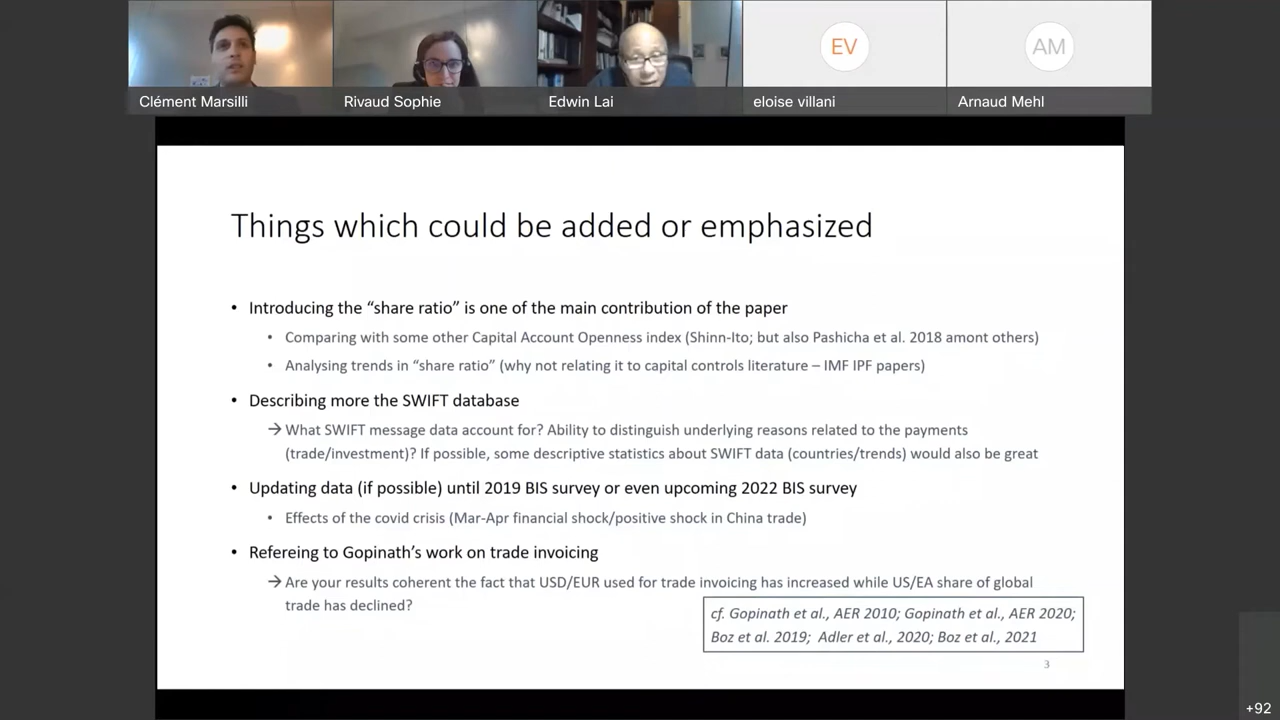 EV
AM
Clément Marsilli
Rivaud Sophie
Edwin Lai
eloise villani
Arnaud Mehl
Things which could be added or emphasized
• Introducing the “share ratio” is one of the main contribution of the paper
• Comparing with some other Capital Account Openness index (Shinn-Ito; but also Pashicha et al. 2018 amont others)
• Analysing trends in “share ratio” (why not relating it to capital controls literature – IMF IPF papers)
• Describing more the SWIFT database
→ What SWIFT message data account for? Ability to distinguish underlying reasons related to the payments
(trade/investment)? If possible, some descriptive statistics about SWIFT data (countries/trends) would also be great
• Updating data (if possible) until 2019 BIS survey or even upcoming 2022 BIS survey
• Effects of the covid crisis (Mar-Apr financial shock/positive shock in China trade)
• Refereing to Gopinath’s work on trade invoicing
→ Are your results coherent the fact that USD/EUR used for trade invoicing has increased while US/EA share of global
trade has declined?
cf. Gopinath et al., AER 2010; Gopinath et al., AER 2020;
Boz et al. 2019; Adler et al., 2020; Boz et al., 2021
3
+92